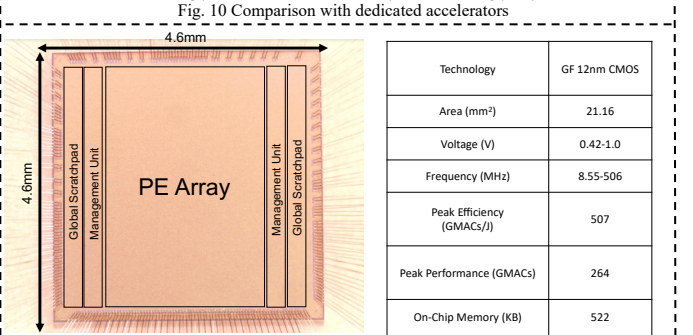 Fig. 10 Comparison with dedicated accelerators
4.6mm
4.6mm
Global Scratchpad
Management Unit
PE Array
Management Unit
Global Scratchpad
Technology GF 12nm CMOS
Area (mm²) 21.16
Voltage (V) 0.42-1.0
Frequency (MHz) 8.55-506
Peak Efficiency
(GMACs/J) 507
Peak Performance (GMACs) 264
On-Chip Memory (KB) 522